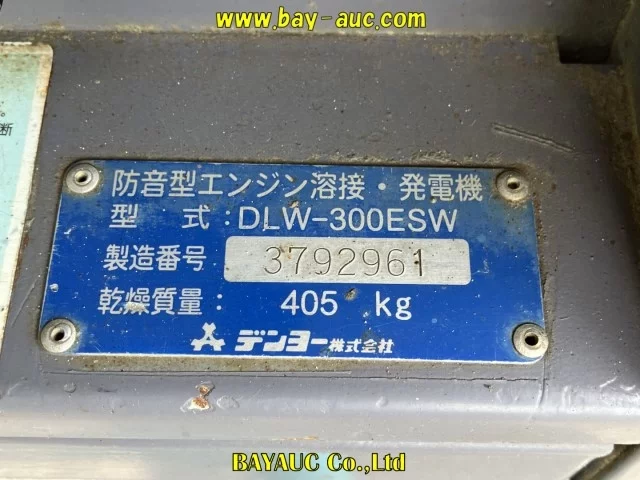 www.bay-auc.com
断
防音型エンジン溶接・発電機
型 式:DLW-300ESW
製造番号 3792961
乾燥質量: 405 kg
デンヨー株式会社
BAYAUC Co.,Ltd